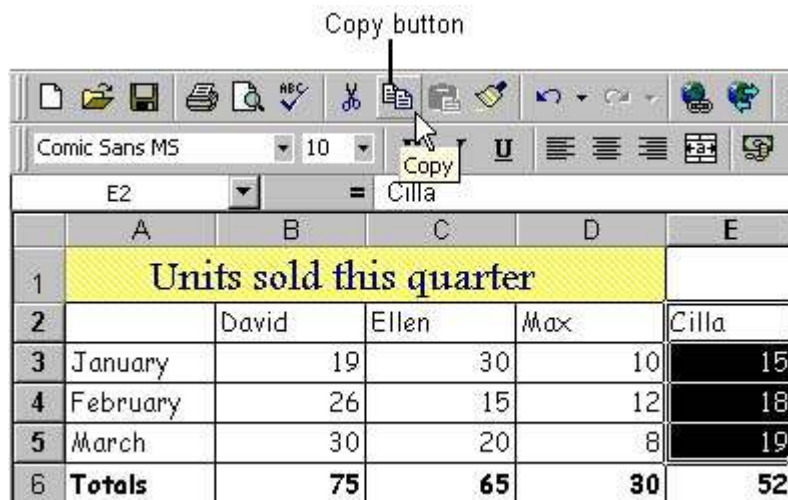 Copy button
ABC
Comic Sans MS 10 U a
Copy
E2 = Cilla
A B C D E
1 Units sold this quarter
2 David Ellen Max Cilla
3 January 19 30 10 15
4 February 26 15 12 18
5 March 30 20 8 19
6 Totals 75 65 30 52